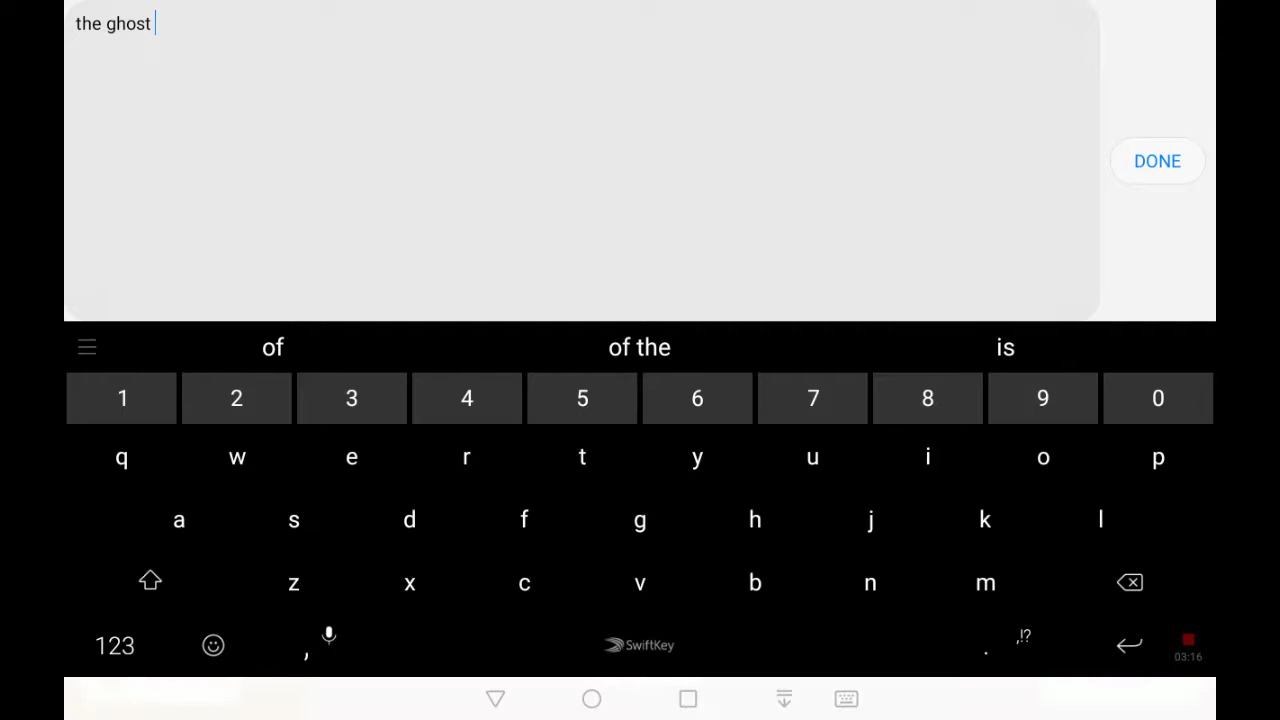 the ghost
DONE
of of the is
1 2 3 4 5 6 7 8 9 0
q w e r t y u i o p
a s d f g h j k l
z x c v b n m
123 , SwiftKey . ,!?
03:16